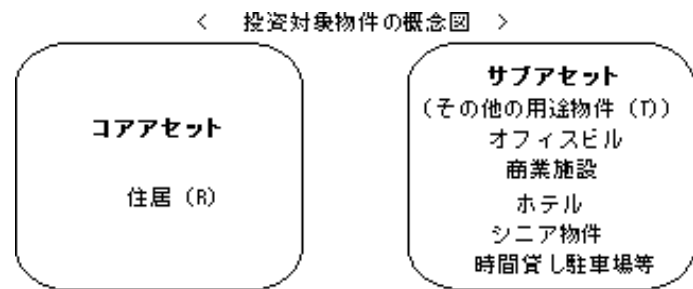 < 投資対象物件の概念図 >
コアアセット
住居（R）
サブアセット
（その他の用途物件（T））
オフィスビル
商業施設
ホテル
シニア物件
時間貸し駐車場等